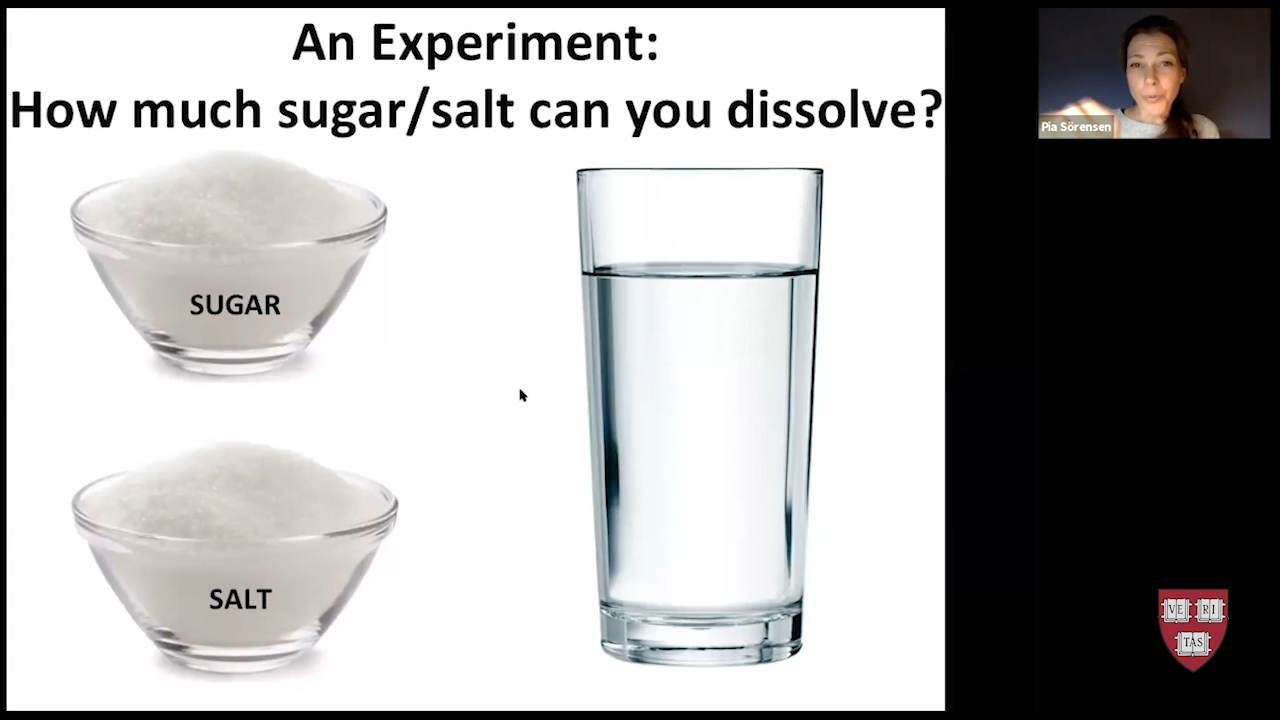 An Experiment:
How much sugar/salt can you dissolve?
SUGAR
SALT
Pia Sörensen
VE RI
TAS